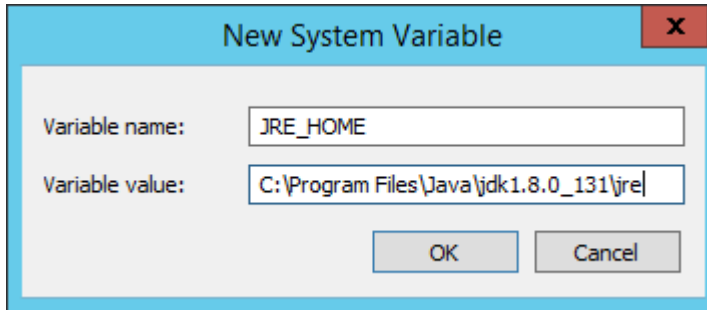 New System Variable
x
Variable name: JRE_HOME
Variable value: C:\Program Files\Java\jdk1.8.0_131\jre
OK Cancel